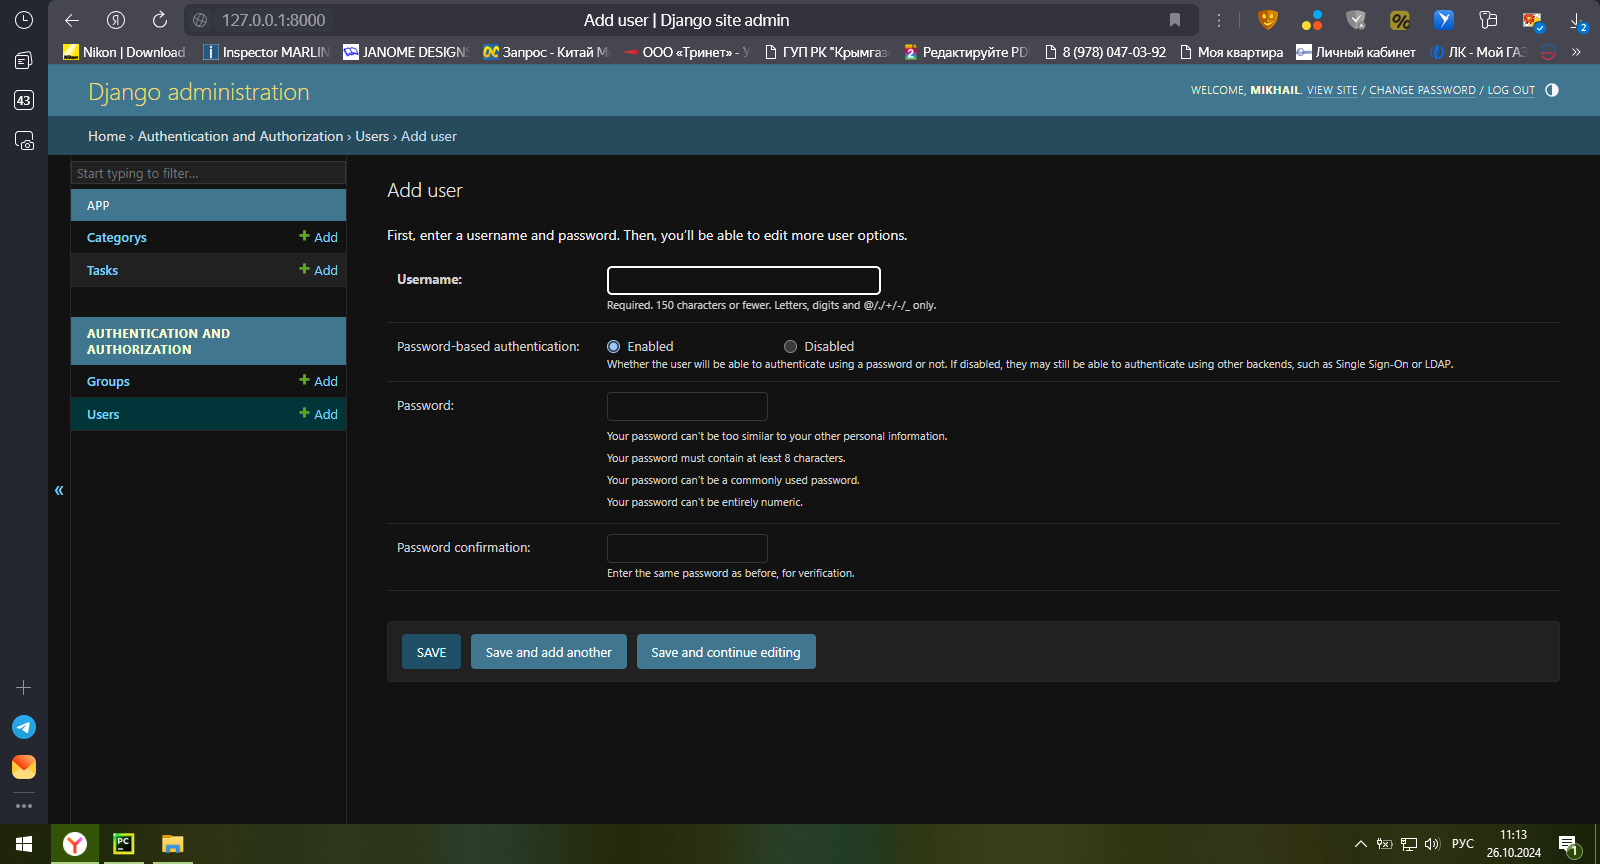 127.0.0.1:8000
Add user | Django site admin
2
Nikon | Download
Inspector MARLIN
JANOME DESIGNS
Запрос - Китай М
ООО «Тринет» - У
ГУП РК "Крымгаз
Редактируйте PD
8 (978) 047-03-92
Моя квартира
Личный кабинет
ЛК - Мой ГАЗ
»
43
Django administration
WELCOME, MIKHAIL. VIEW SITE / CHANGE PASSWORD / LOG OUT
Home › Authentication and Authorization › Users › Add user
Start typing to filter...
APP
Categorys + Add
Tasks + Add
AUTHENTICATION AND
AUTHORIZATION
Groups + Add
Users + Add
«
Add user
First, enter a username and password. Then, you’ll be able to edit more user options.
Username:
Required. 150 characters or fewer. Letters, digits and @/./+/-/_ only.
Password-based authentication:
Enabled
Disabled
Whether the user will be able to authenticate using a password or not. If disabled, they may still be able to authenticate using other backends, such as Single Sign-On or LDAP.
Password:
Your password can’t be too similar to your other personal information.
Your password must contain at least 8 characters.
Your password can’t be a commonly used password.
Your password can’t be entirely numeric.
Password confirmation:
Enter the same password as before, for verification.
SAVE
Save and add another
Save and continue editing
PC
РУС
11:13
26.10.2024
1